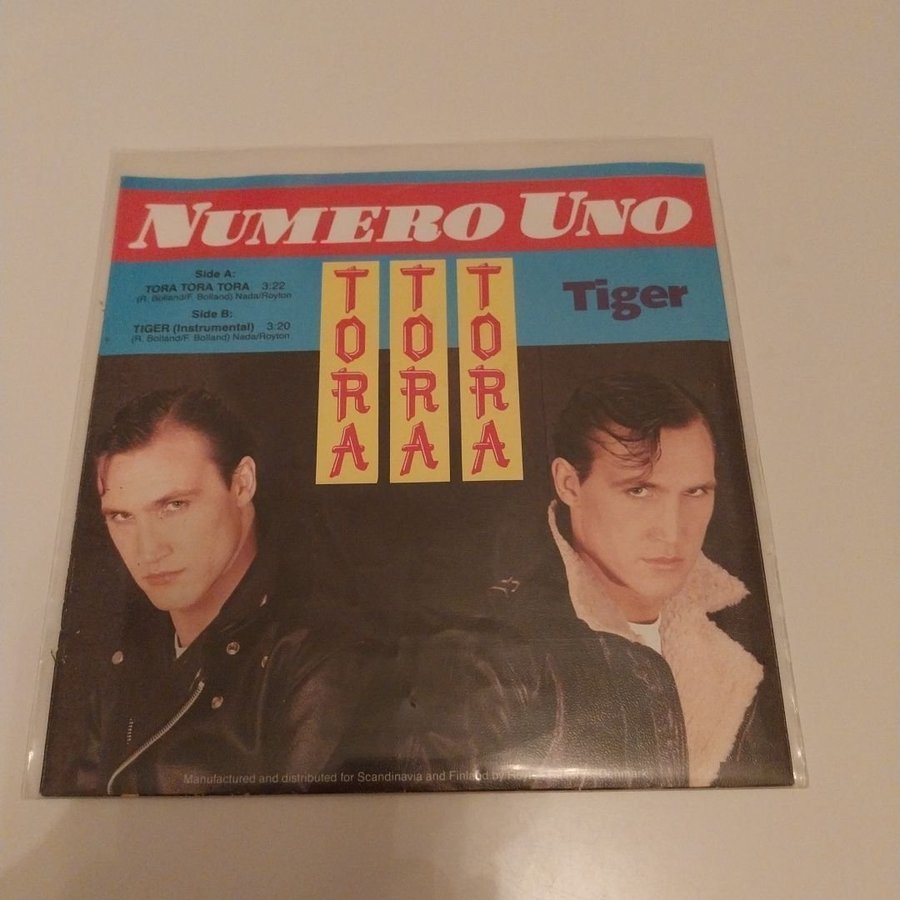 NUMERO UNO
Side A:
TORA TORA TORA 3:22
(R. Bolland/F. Bolland) Nada/Royton
Side B:
TIGER (Instrumental) 3:20
(R. Bolland/F. Bolland) Nada/Royton
TORA
TORA
TORA
Tiger
Manufactured and distributed for Scandinavia and Finland by Denmark